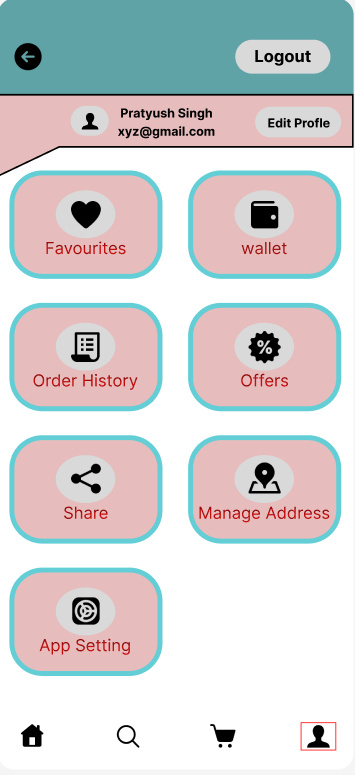 Logout
Pratyush Singh
xyz@gmail.com
Edit Profle
Favourites
wallet
Order History
Offers
Share
Manage Address
App Setting